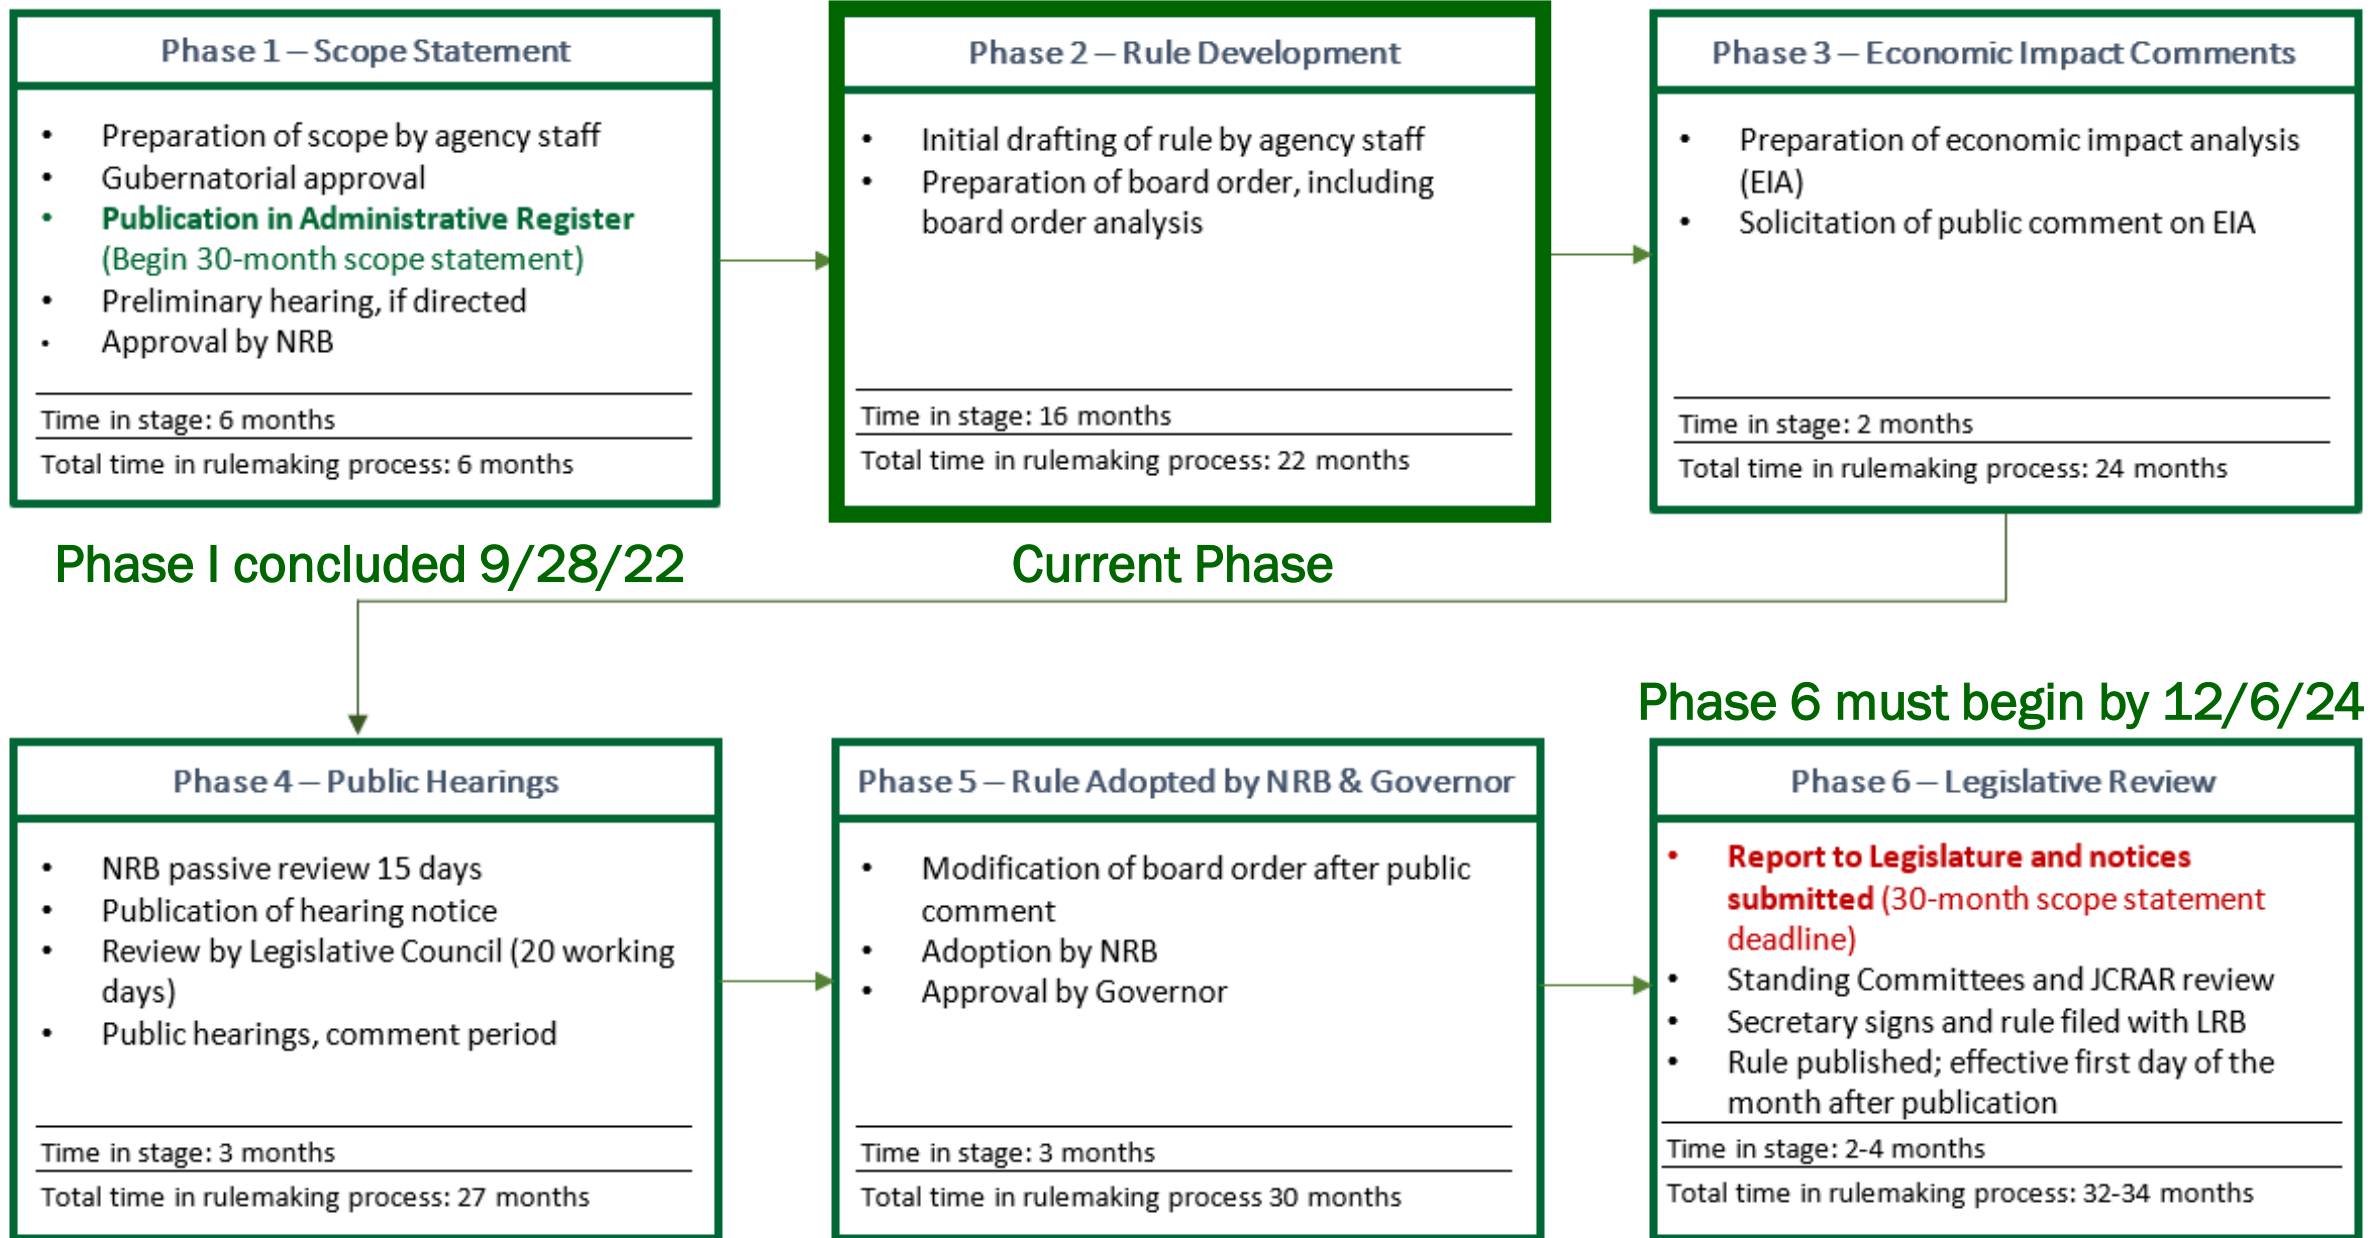 Phase 1 – Scope Statement
• Preparation of scope by agency staff
• Gubernatorial approval
• Publication in Administrative Register
(Begin 30-month scope statement)
• Preliminary hearing, if directed
• Approval by NRB
Time in stage: 6 months
Total time in rulemaking process: 6 months
Phase I concluded 9/28/22
Phase 2 – Rule Development
• Initial drafting of rule by agency staff
• Preparation of board order, including
board order analysis
Time in stage: 16 months
Total time in rulemaking process: 22 months
Current Phase
Phase 3 – Economic Impact Comments
• Preparation of economic impact analysis
(EIA)
• Solicitation of public comment on EIA
Time in stage: 2 months
Total time in rulemaking process: 24 months
Phase 4 – Public Hearings
• NRB passive review 15 days
• Publication of hearing notice
• Review by Legislative Council (20 working
days)
• Public hearings, comment period
Time in stage: 3 months
Total time in rulemaking process: 27 months
Phase 5 – Rule Adopted by NRB & Governor
• Modification of board order after public
comment
• Adoption by NRB
• Approval by Governor
Time in stage: 3 months
Total time in rulemaking process 30 months
Phase 6 must begin by 12/6/24
Phase 6 – Legislative Review
• Report to Legislature and notices
submitted (30-month scope statement
deadline)
• Standing Committees and JCRAR review
• Secretary signs and rule filed with LRB
• Rule published; effective first day of the
month after publication
Time in stage: 2-4 months
Total time in rulemaking process: 32-34 months